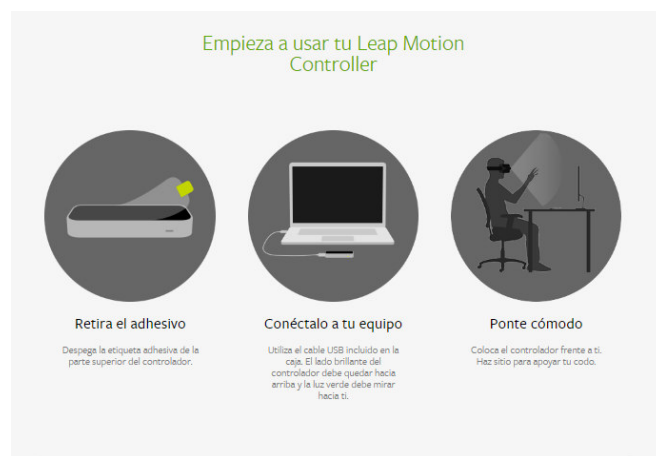 Empieza a usar tu Leap Motion
Controller
Retira el adhesivo
Despega la etiqueta adhesiva de la
parte superior del controlador.
Conéctalo a tu equipo
Utiliza el cable USB incluido en la
caja. El lado brillante del
controlador debe quedar hacia
arriba y la luz verde debe mirar
hacia ti.
Ponte cómodo
Coloca el controlador frente a ti.
Haz sitio para apoyar tu codo.